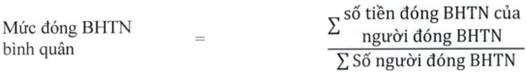 Mức đóng BHTN
bình quân
=
∑ số tiền đóng BHTN của
người đóng BHTN
∑ Số người đóng BHTN